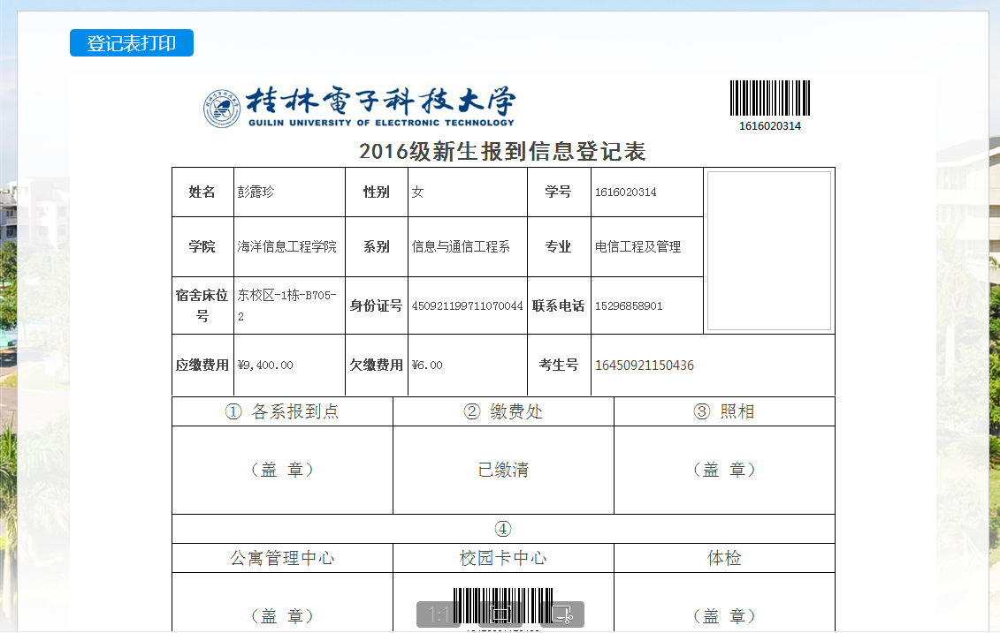 登记表打印
桂林電子科技大学
GUILIN UNIVERSITY OF ELECTRONIC TECHNOLOGY
1616020314
2016级新生报到信息登记表
姓名 彭露珍 性别 女 学号 1616020314
学院 海洋信息工程学院 系别 信息与通信工程系 专业 电信工程及管理
宿舍床位号 东校区-1栋-B705-2 身份证号 450921199711070044 联系电话 15296858901
应缴费用 ¥9,400.00 欠缴费用 ¥6.00 考生号 16450921150436
① 各系报到点 ② 缴费处 ③ 照相
（盖 章） 已缴清 （盖 章）
④
公寓管理中心 校园卡中心 体检
（盖 章） （盖 章）
1:1